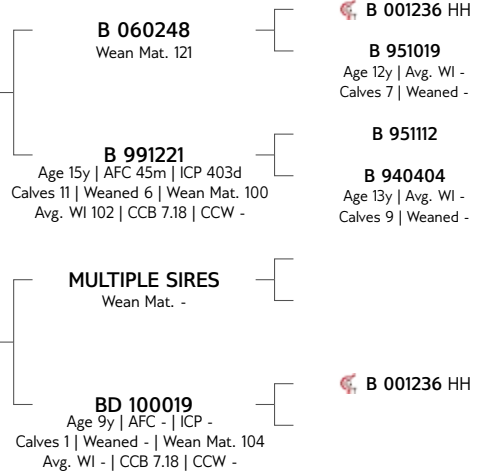 B 060248
Wean Mat. 121
B 001236 HH
B 951019
Age 12y | Avg. WI -
Calves 7 | Weaned -
B 991221
Age 15y | AFC 45m | ICP 403d
Calves 11 | Weaned 6 | Wean Mat. 100
Avg. WI 102 | CCB 7.18 | CCW -
B 951112
B 940404
Age 13y | Avg. WI -
Calves 9 | Weaned -
MULTIPLE SIRES
Wean Mat. -
BD 100019
Age 9y | AFC - | ICP -
Calves 1 | Weaned - | Wean Mat. 104
Avg. WI - | CCB 7.18 | CCW -
B 001236 HH